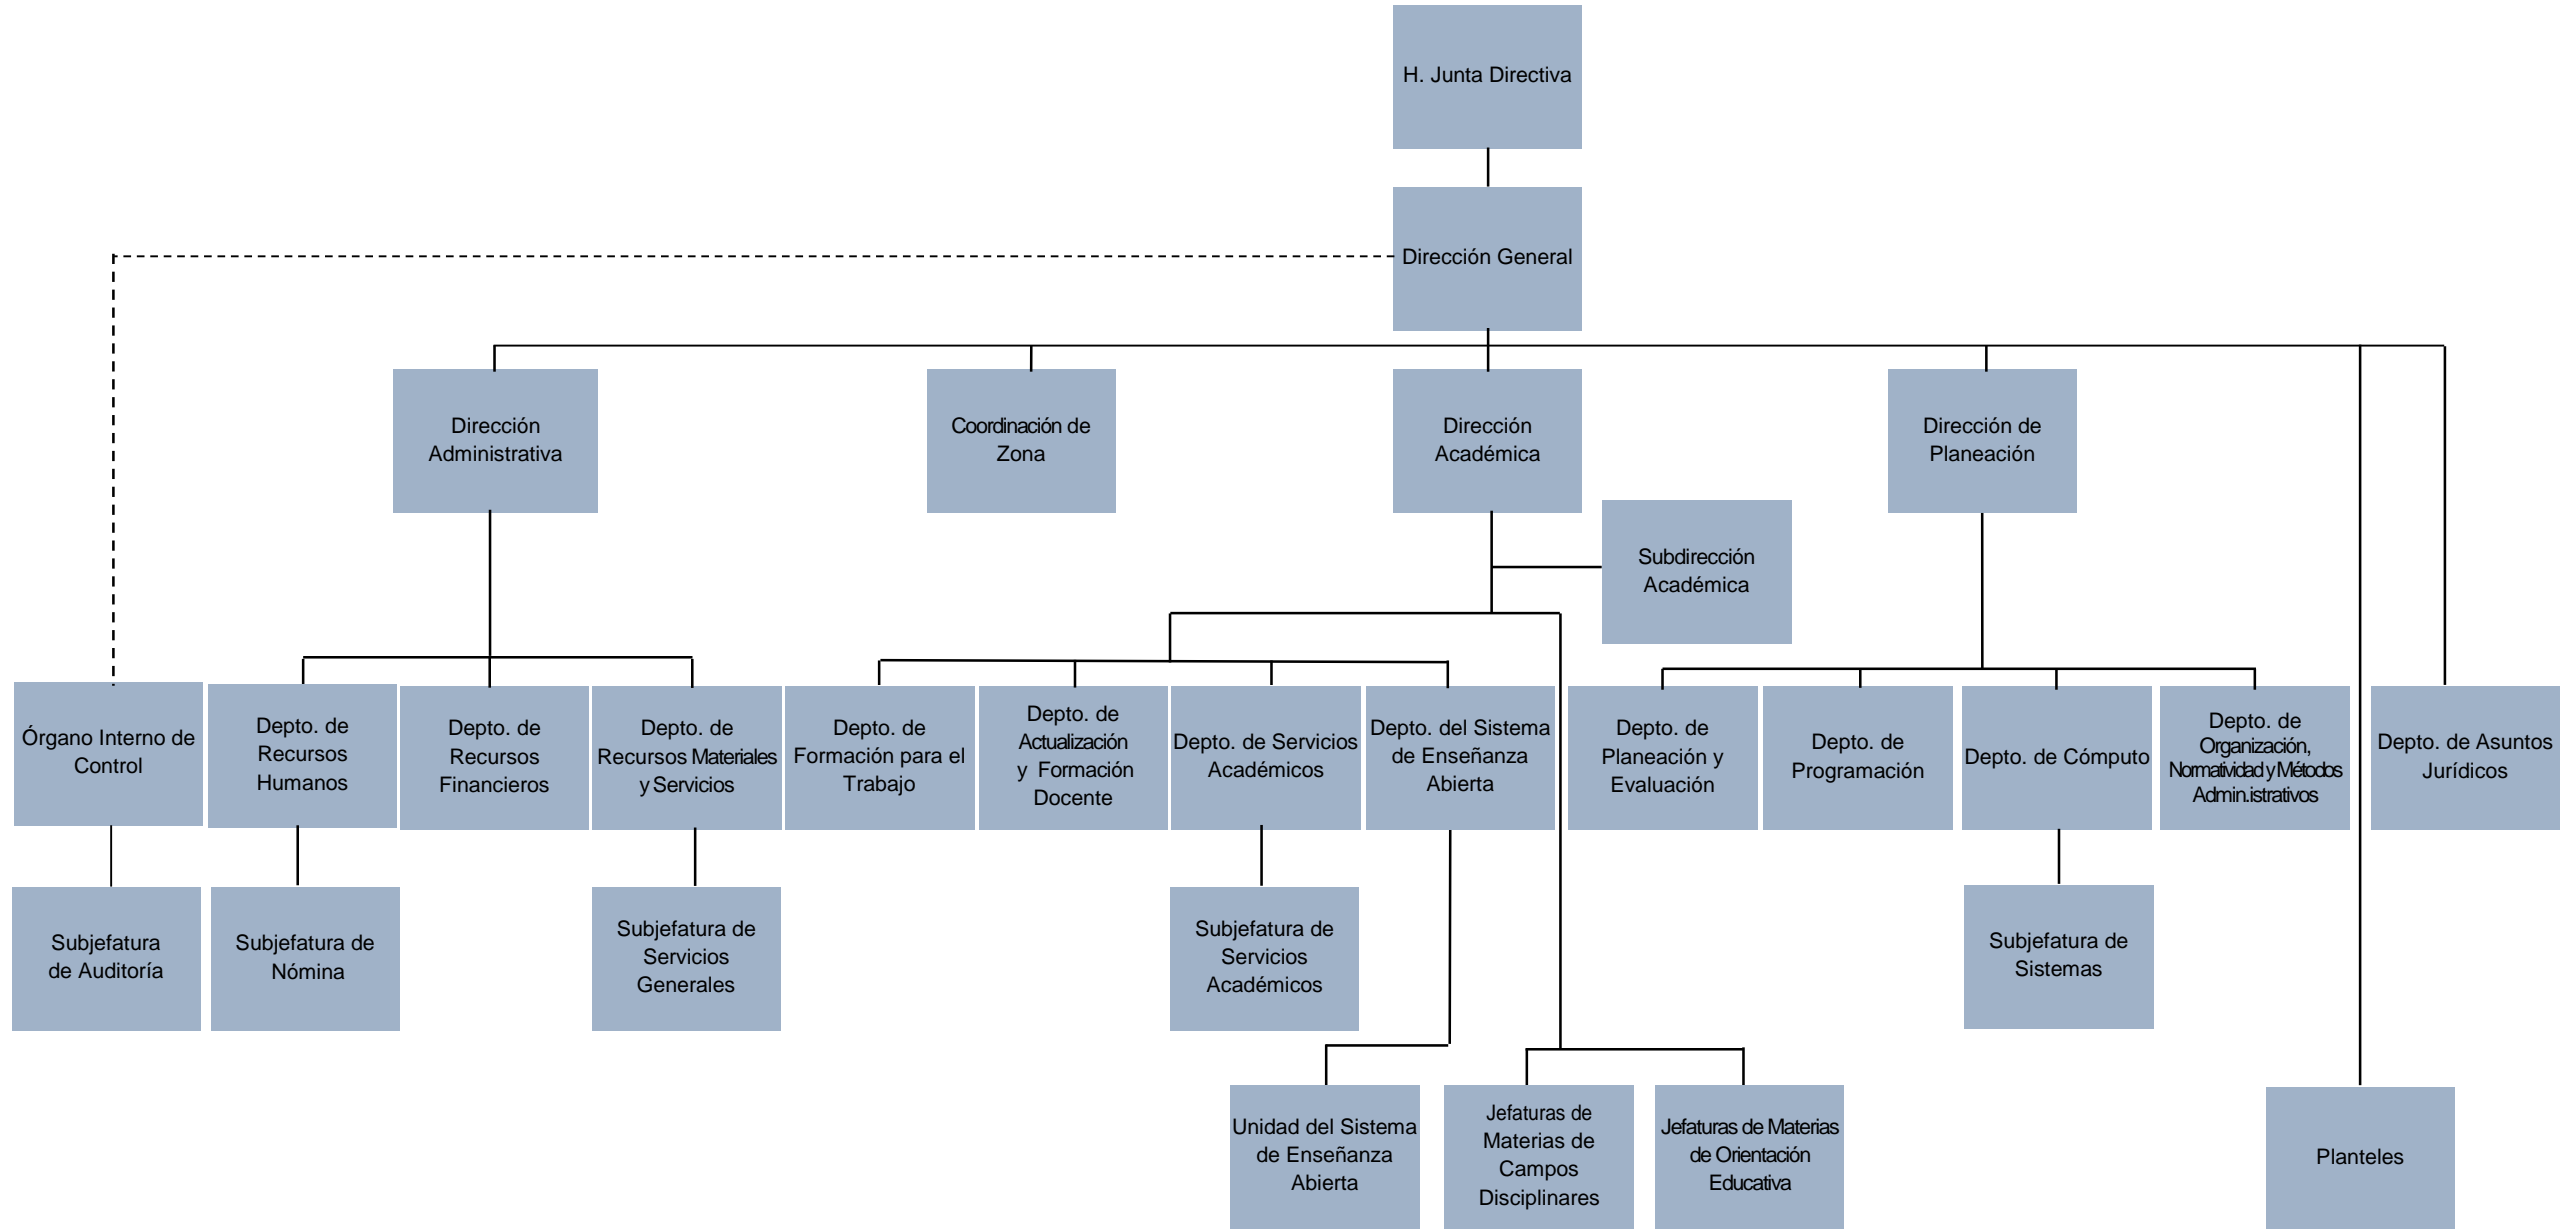 H. Junta Directiva
Dirección General
Dirección
Administrativa
Coordinación de
Zona
Dirección
Académica
Dirección de
Planeación
Subdirección
Académica
Órgano Interno de
Control
Depto. de
Recursos
Humanos
Depto. de
Recursos
Financieros
Depto. de
Recursos Materiales
y Servicios
Depto. de
Formación para el
Trabajo
Depto. de
Actualización
y Formación
Docente
Depto. de Servicios
Académicos
Depto. del Sistema
de Enseñanza
Abierta
Depto. de
Planeación y
Evaluación
Depto. de
Programación
Depto. de Cómputo
Depto. de
Organización,
Normatividad y Métodos
Admin.istrativos
Depto. de Asuntos
Jurídicos
Subjefatura
de Auditoría
Subjefatura de
Nómina
Subjefatura de
Servicios
Generales
Subjefatura de
Servicios
Académicos
Subjefatura de
Sistemas
Unidad del Sistema
de Enseñanza
Abierta
Jefaturas de
Materias de
Campos
Disciplinares
Jefaturas de Materias
de Orientación
Educativa
Planteles